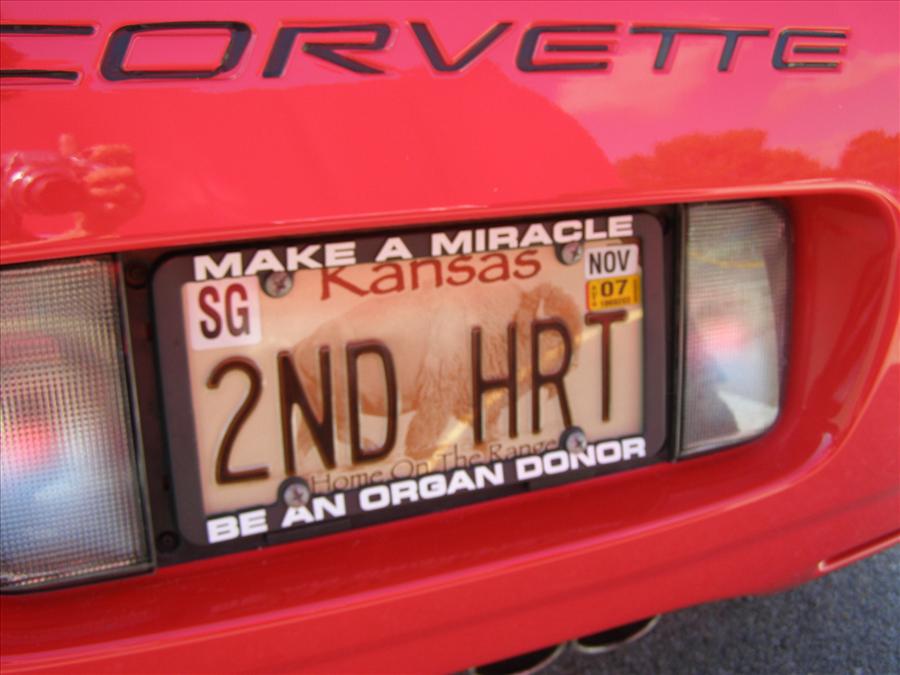 CORVETTE
MAKE A MIRACLE
Kansas
NOV
SG
07
2ND HRT
Home On The Range
BE AN ORGAN DONOR